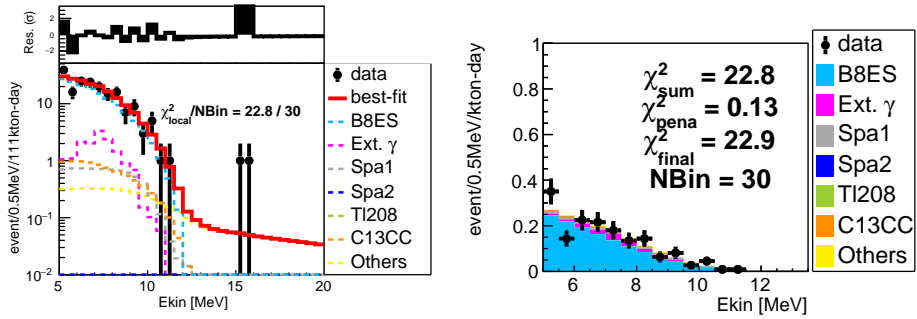 Res. (σ)
2
0
−2
event/0.5MeV/111kton-day
10
1
10⁻¹
10⁻²
5
10
15
20
Ekin [MeV]
χ²local/NBin = 22.8 / 30
data
best-fit
B8ES
Ext. γ
Spa1
Spa2
Tl208
C13CC
Others
event/0.5MeV/kton-day
1
0.8
0.6
0.4
0.2
0
6
8
10
12
Ekin [MeV]
χ²sum = 22.8
χ²pena = 0.13
χ²final = 22.9
NBin = 30
data
B8ES
Ext. γ
Spa1
Spa2
Tl208
C13CC
Others